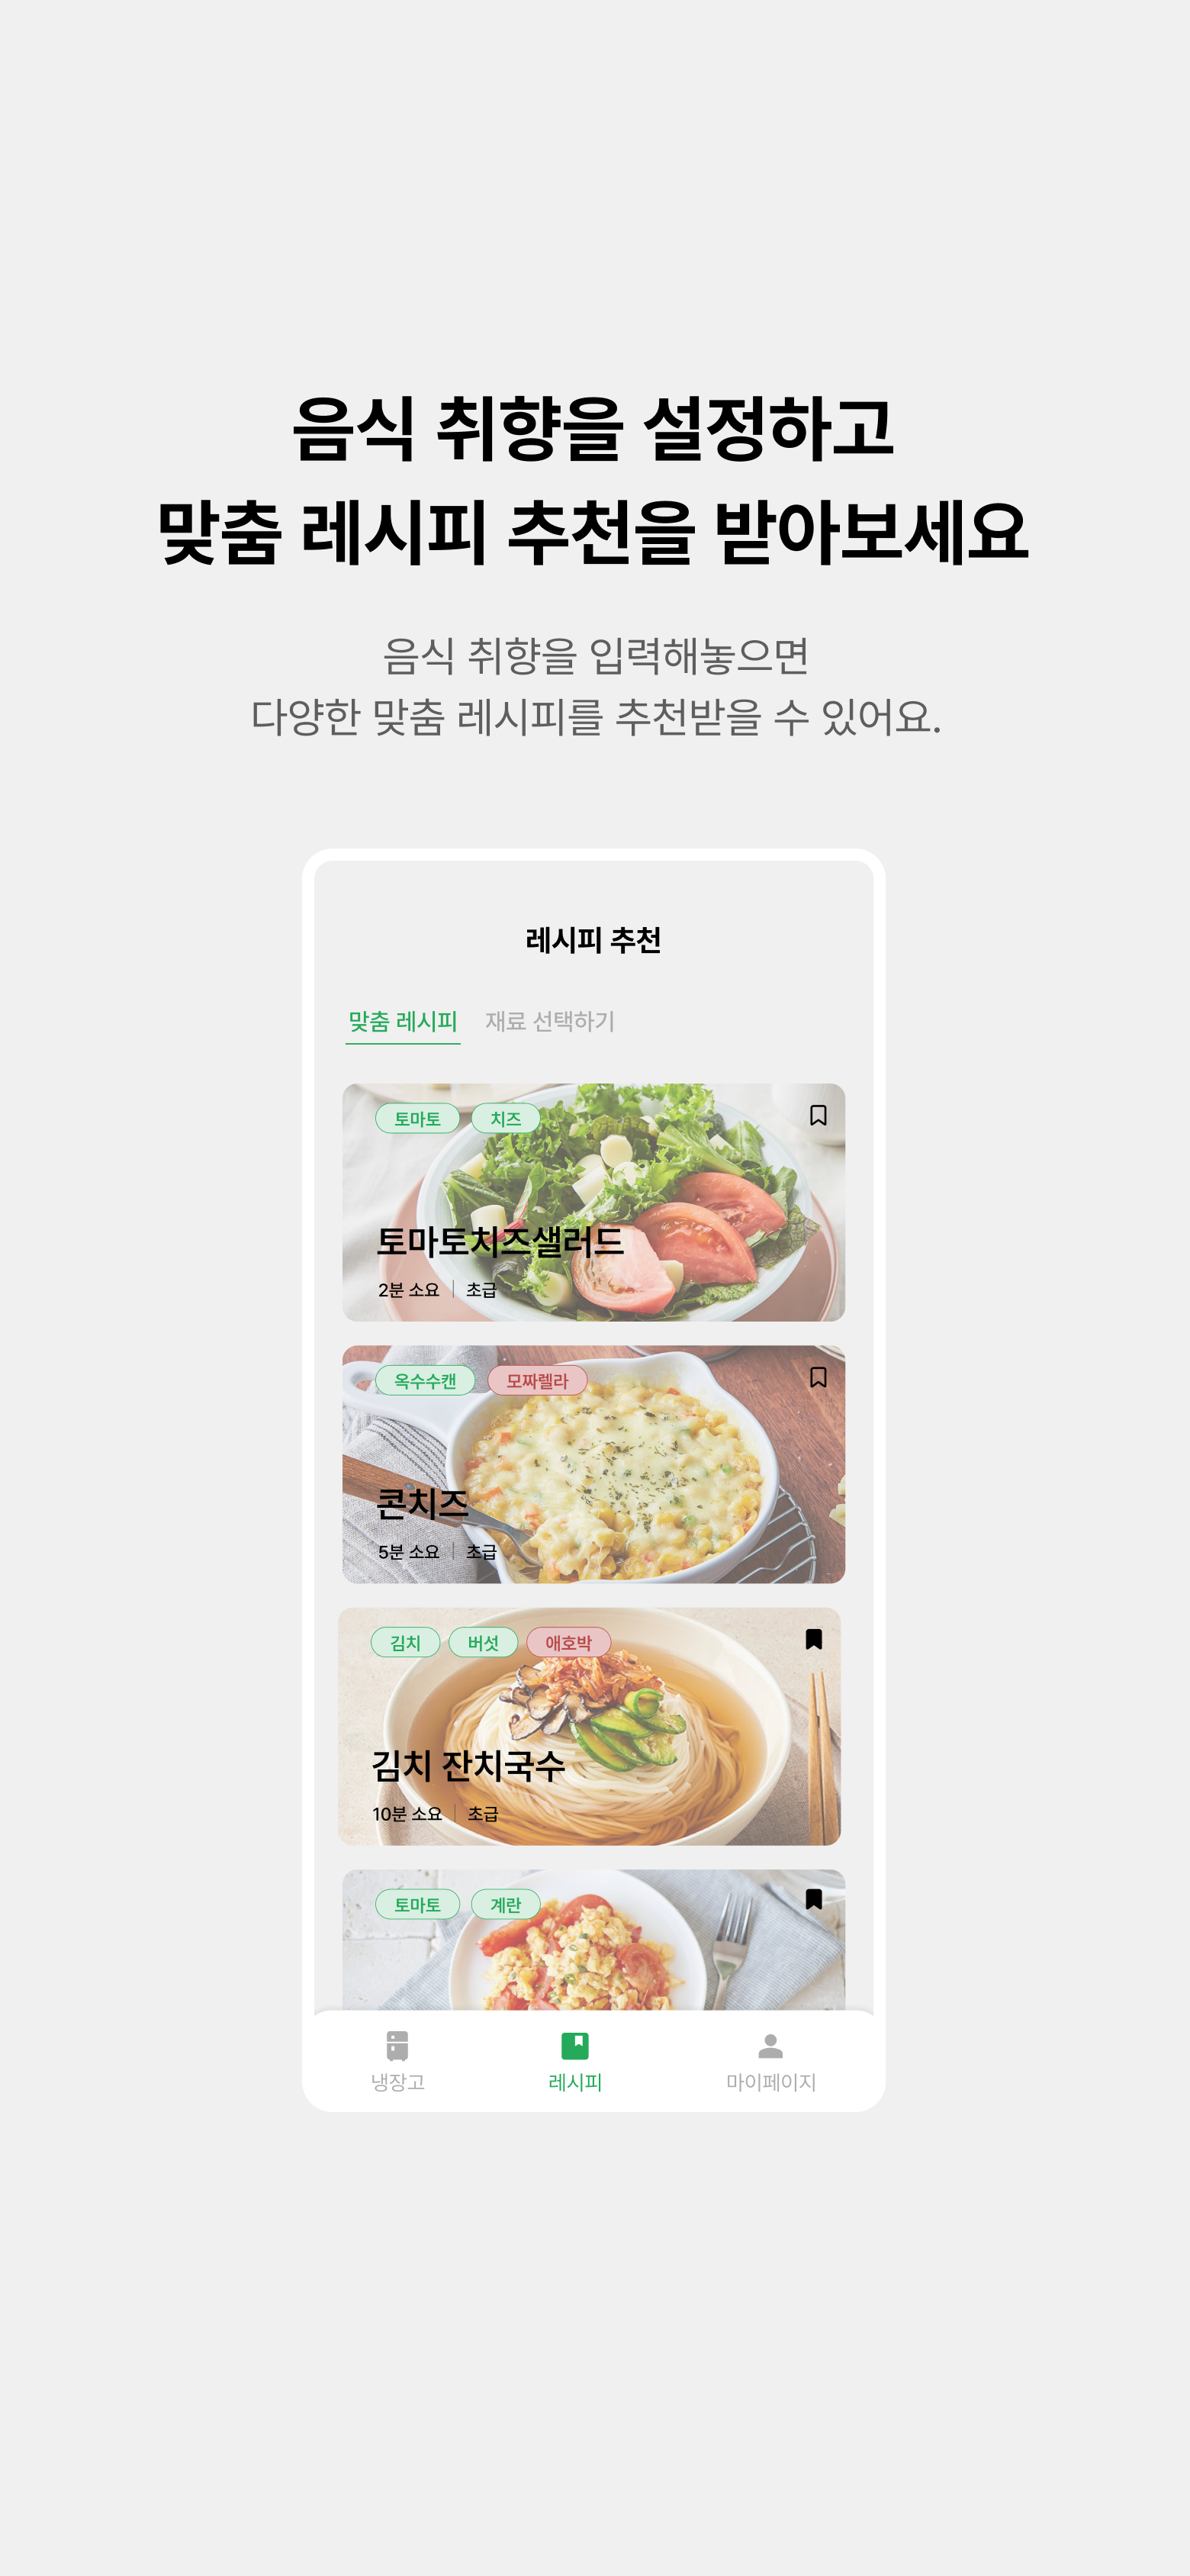 음식 취향을 설정하고
맞춤 레시피 추천을 받아보세요
음식 취향을 입력해놓으면
다양한 맞춤 레시피를 추천받을 수 있어요.
레시피 추천
맞춤 레시피 재료 선택하기
토마토 치즈
토마토치즈샐러드
2분 소요 | 초급
옥수수캔 모짜렐라
콘치즈
5분 소요 | 초급
김치 버섯 애호박
김치 잔치국수
10분 소요 | 초급
토마토 계란
냉장고 레시피 마이페이지